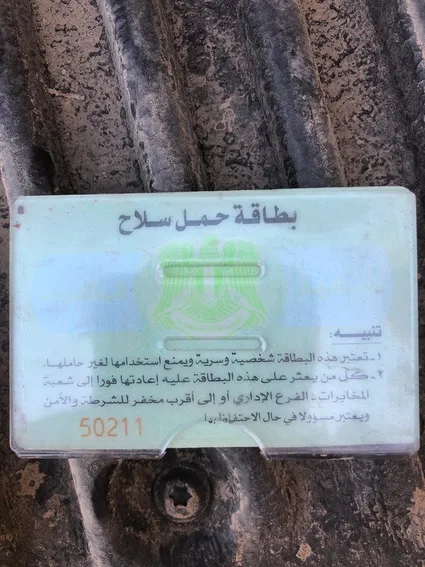 بطاقة حمل سلاح
تنبيه:
١- تعتبر هذه البطاقة شخصية وسرية ويمنع استخدامها لغير حاملها.
٢- كل من يعثر على هذه البطاقة عليه إعادتها فورا إلى شعبة
المخابرات - الفرع الإداري أو إلى أقرب مخفر للشرطة والأمن
ويعتبر مسؤولا في حال الاحتفاظ بها
50211